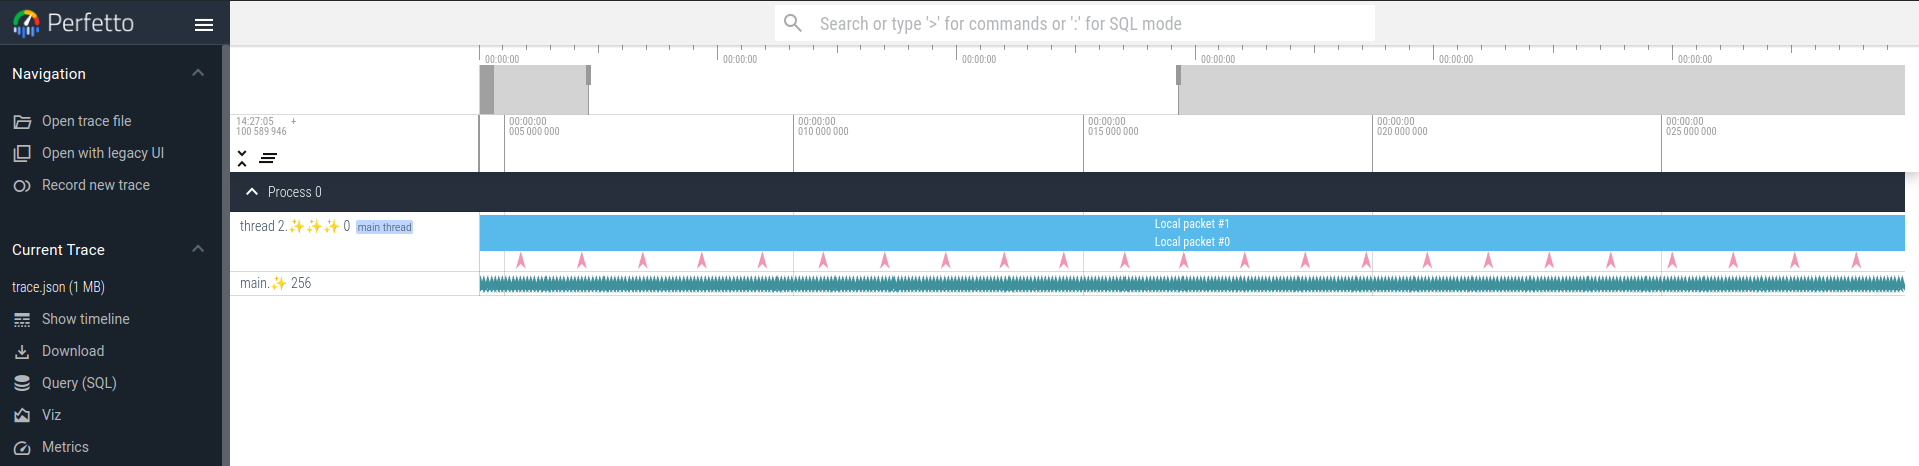 Perfetto
Search or type '>' for commands or ':' for SQL mode
Navigation
Open trace file
Open with legacy UI
Record new trace
Current Trace
trace.json (1 MB)
Show timeline
Download
Query (SQL)
Viz
Metrics
00:00:00 00:00:00 00:00:00 00:00:00 00:00:00 00:00:00
14:27:05 +
100 589 946
00:00:00 00:00:00 00:00:00 00:00:00 00:00:00
005 000 000 010 000 000 015 000 000 020 000 000 025 000 000
Process 0
thread 2.✨✨✨ 0 main thread
Local packet #1
Local packet #0
main.✨ 256